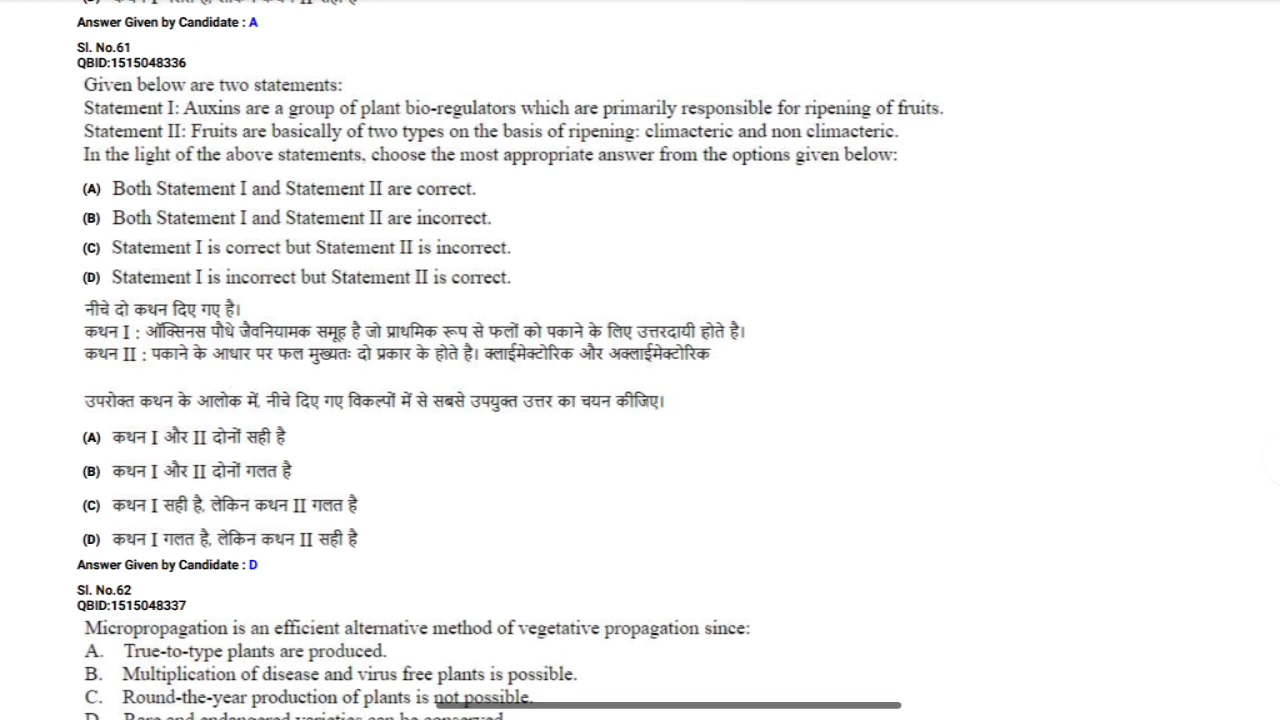 Answer Given by Candidate : A
Sl. No.61
QBID:1515048336
Given below are two statements:
Statement I: Auxins are a group of plant bio-regulators which are primarily responsible for ripening of fruits.
Statement II: Fruits are basically of two types on the basis of ripening: climacteric and non climacteric.
In the light of the above statements, choose the most appropriate answer from the options given below:
(A) Both Statement I and Statement II are correct.
(B) Both Statement I and Statement II are incorrect.
(C) Statement I is correct but Statement II is incorrect.
(D) Statement I is incorrect but Statement II is correct.
नीचे दो कथन दिए गए है।
कथन I : ऑक्सिनस पौधे जैवनियामक समूह है जो प्राथमिक रूप से फलों को पकाने के लिए उत्तरदायी होते है।
कथन II : पकाने के आधार पर फल मुख्यतः दो प्रकार के होते है। क्लाईमेक्टोरिक और अक्लाईमेक्टोरिक
उपरोक्त कथन के आलोक में, नीचे दिए गए विकल्पों में से सबसे उपयुक्त उत्तर का चयन कीजिए।
(A) कथन I और II दोनों सही है
(B) कथन I और II दोनों गलत है
(C) कथन I सही है, लेकिन कथन II गलत है
(D) कथन I गलत है, लेकिन कथन II सही है
Answer Given by Candidate : D
Sl. No.62
QBID:1515048337
Micropropagation is an efficient alternative method of vegetative propagation since:
A. True-to-type plants are produced.
B. Multiplication of disease and virus free plants is possible.
C. Round-the-year production of plants is not possible.